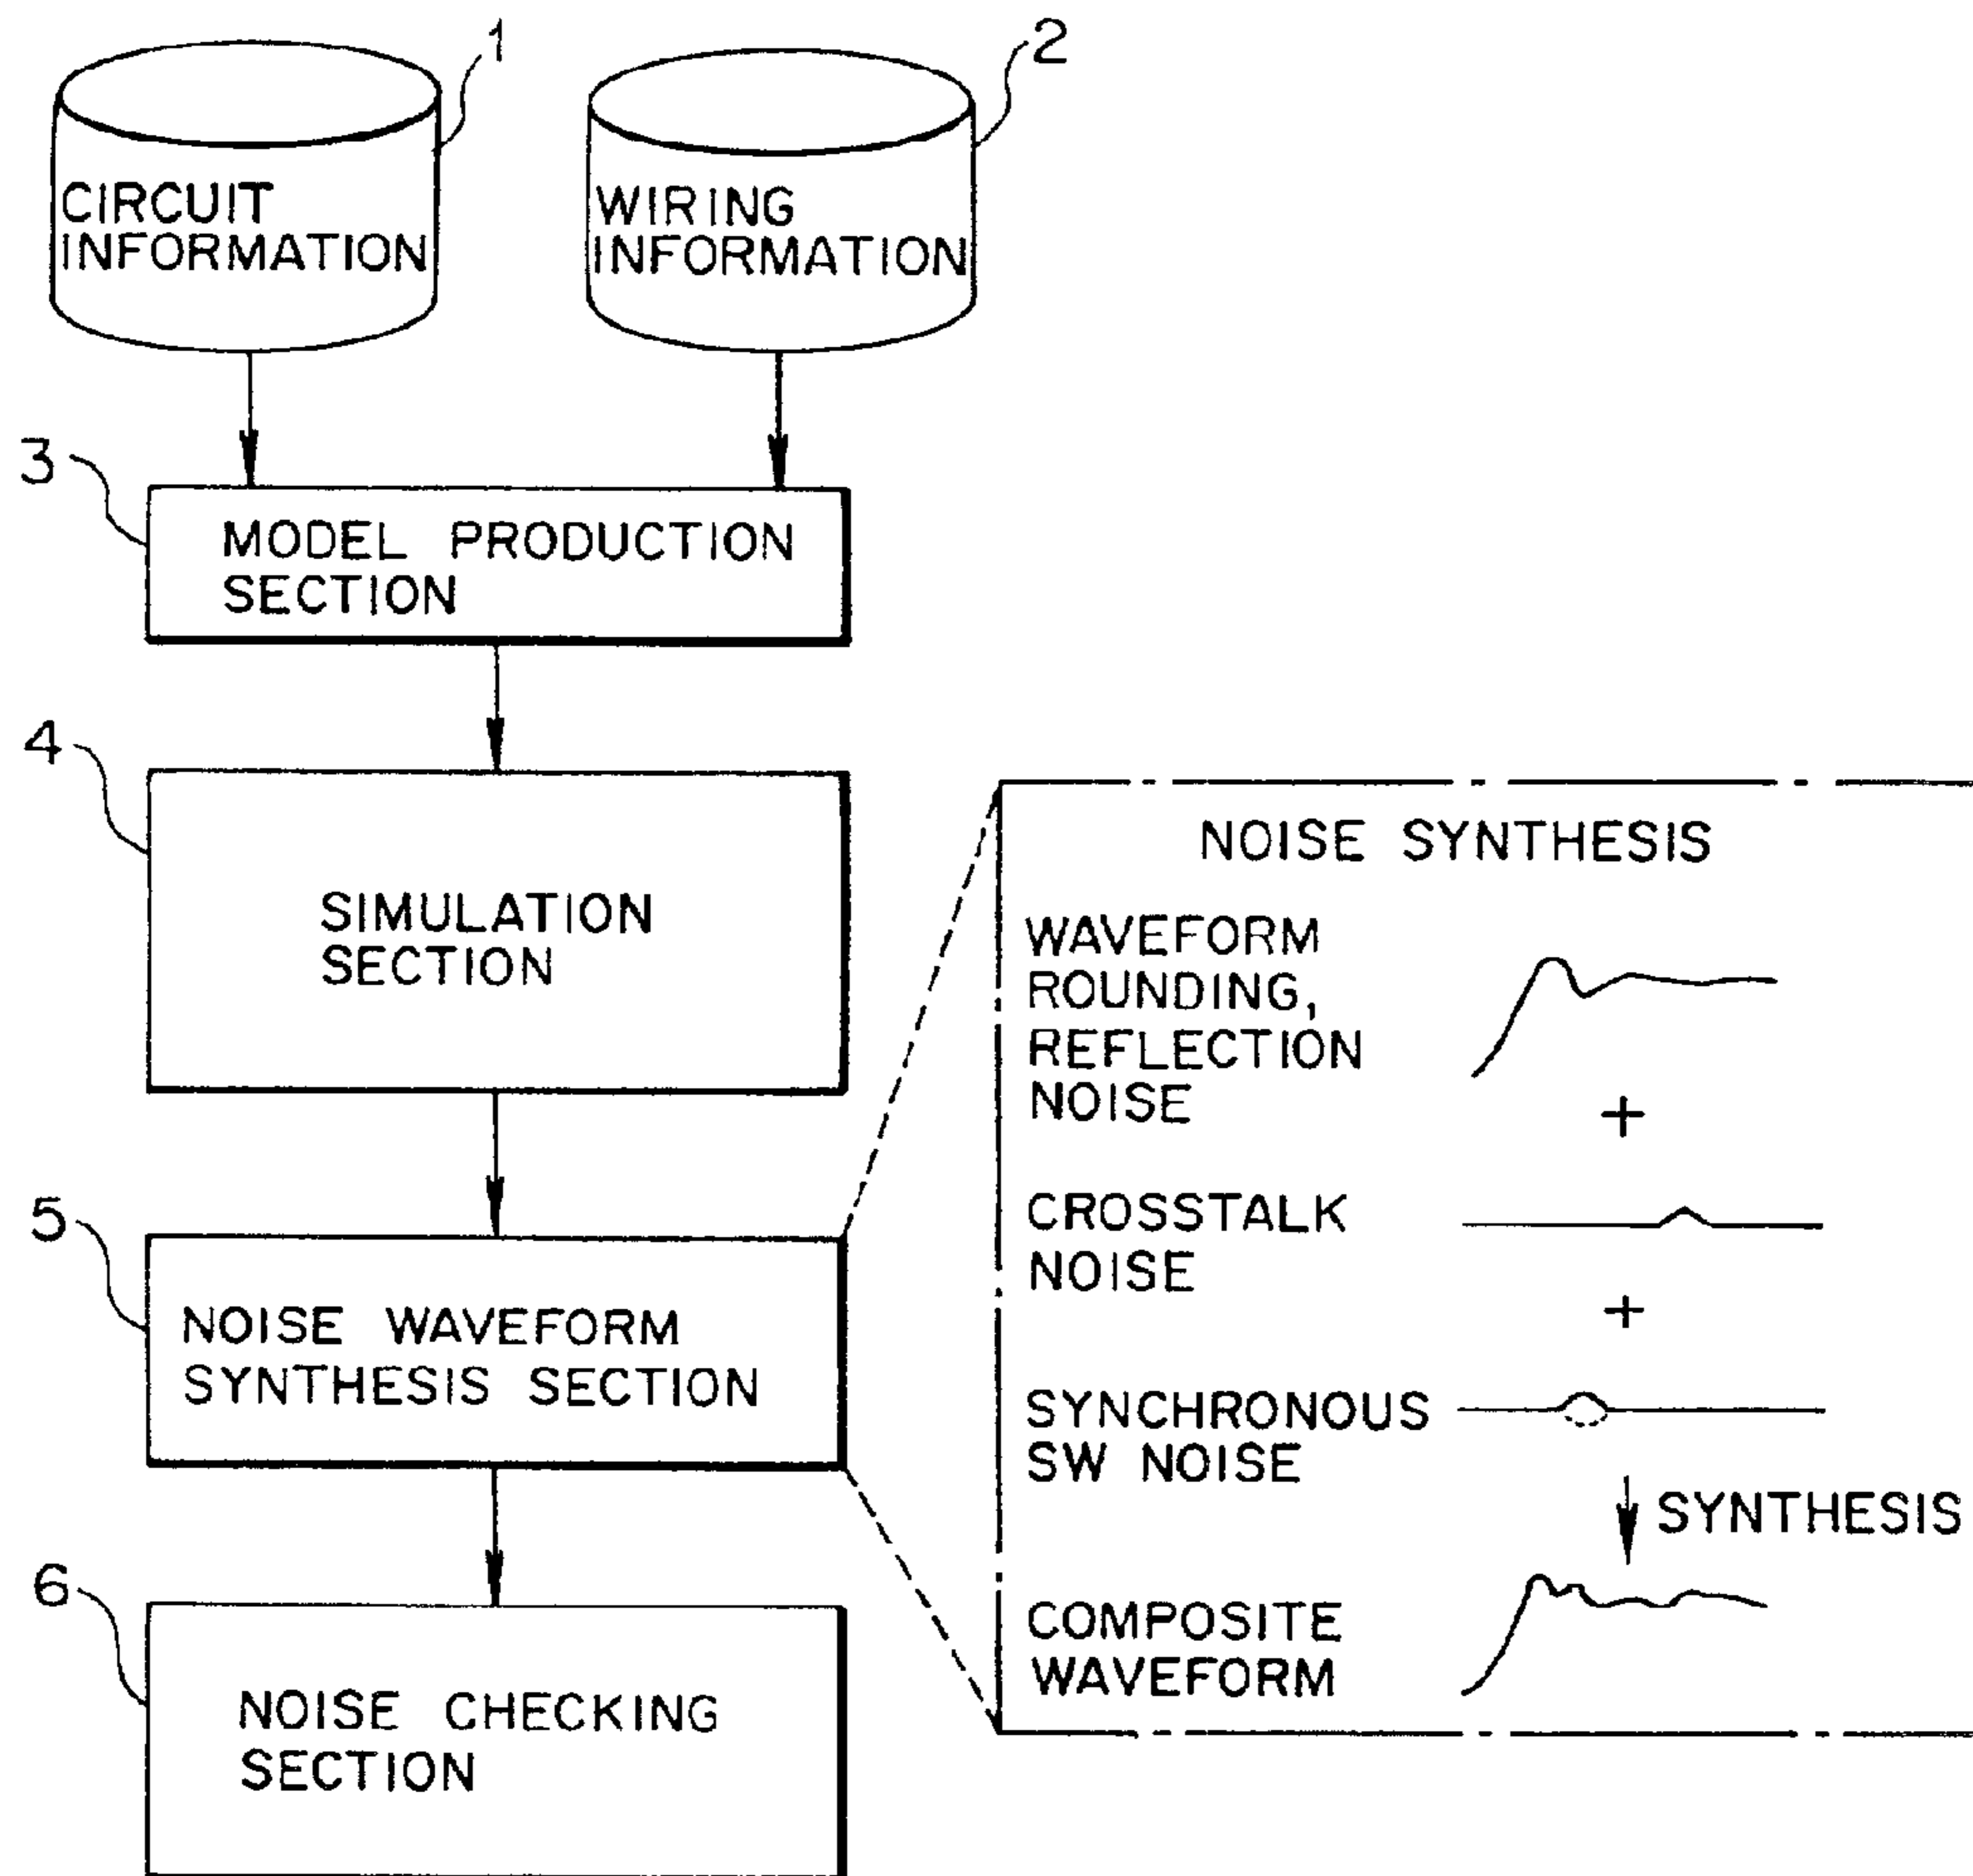 1
2
CIRCUIT
INFORMATION
WIRING
INFORMATION
3
MODEL PRODUCTION
SECTION
4
SIMULATION
SECTION
5
NOISE WAVEFORM
SYNTHESIS SECTION
6
NOISE CHECKING
SECTION
NOISE SYNTHESIS
WAVEFORM
ROUNDING,
REFLECTION
NOISE
+
CROSSTALK
NOISE
+
SYNCHRONOUS
SW NOISE
SYNTHESIS
COMPOSITE
WAVEFORM